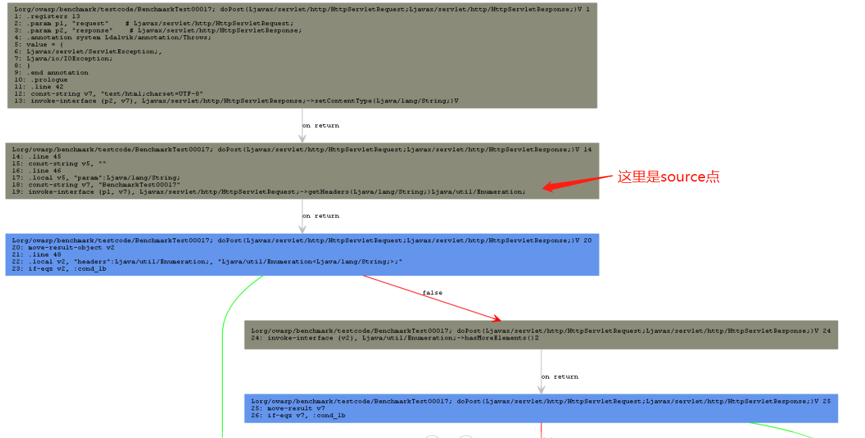 Lorg/owasp/benchmark/testcode/BenchmarkTest00017; doPost(Ljavax/servlet/http/HttpServletRequest;Ljavax/servlet/http/HttpServletResponse;)V 1
1: .registers 13
2: .param p1, "request"    # Ljavax/servlet/http/HttpServletRequest;
3: .param p2, "response"    # Ljavax/servlet/http/HttpServletResponse;
4: .annotation system Ldalvik/annotation/Throws;
5: value = {
6: Ljavax/servlet/ServletException;,
7: Ljava/io/IOException;
8: }
9: .end annotation
10: .prologue
11: .line 42
12: const-string v7, "text/html;charset=UTF-8"
13: invoke-interface {p2, v7}, Ljavax/servlet/http/HttpServletResponse;->setContentType(Ljava/lang/String;)V
on return
Lorg/owasp/benchmark/testcode/BenchmarkTest00017; doPost(Ljavax/servlet/http/HttpServletRequest;Ljavax/servlet/http/HttpServletResponse;)V 14
14: .line 45
15: const-string v5, ""
16: .line 46
17: .local v5, "param":Ljava/lang/String;
18: const-string v7, "BenchmarkTest00017"
19: invoke-interface {p1, v7}, Ljavax/servlet/http/HttpServletRequest;->getHeaders(Ljava/lang/String;)Ljava/util/Enumeration;
这里是source点
on return
Lorg/owasp/benchmark/testcode/BenchmarkTest00017; doPost(Ljavax/servlet/http/HttpServletRequest;Ljavax/servlet/http/HttpServletResponse;)V 20
20: move-result-object v2
21: .line 48
22: .local v2, "headers":Ljava/util/Enumeration;, "Ljava/util/Enumeration<Ljava/lang/String;>;"
23: if-eqz v2, :cond_1b
false
Lorg/owasp/benchmark/testcode/BenchmarkTest00017; doPost(Ljavax/servlet/http/HttpServletRequest;Ljavax/servlet/http/HttpServletResponse;)V 24
24: invoke-interface {v2}, Ljava/util/Enumeration;->hasMoreElements()Z
on return
Lorg/owasp/benchmark/testcode/BenchmarkTest00017; doPost(Ljavax/servlet/http/HttpServletRequest;Ljavax/servlet/http/HttpServletResponse;)V 25
25: move-result v7
26: if-eqz v7, :cond_1b